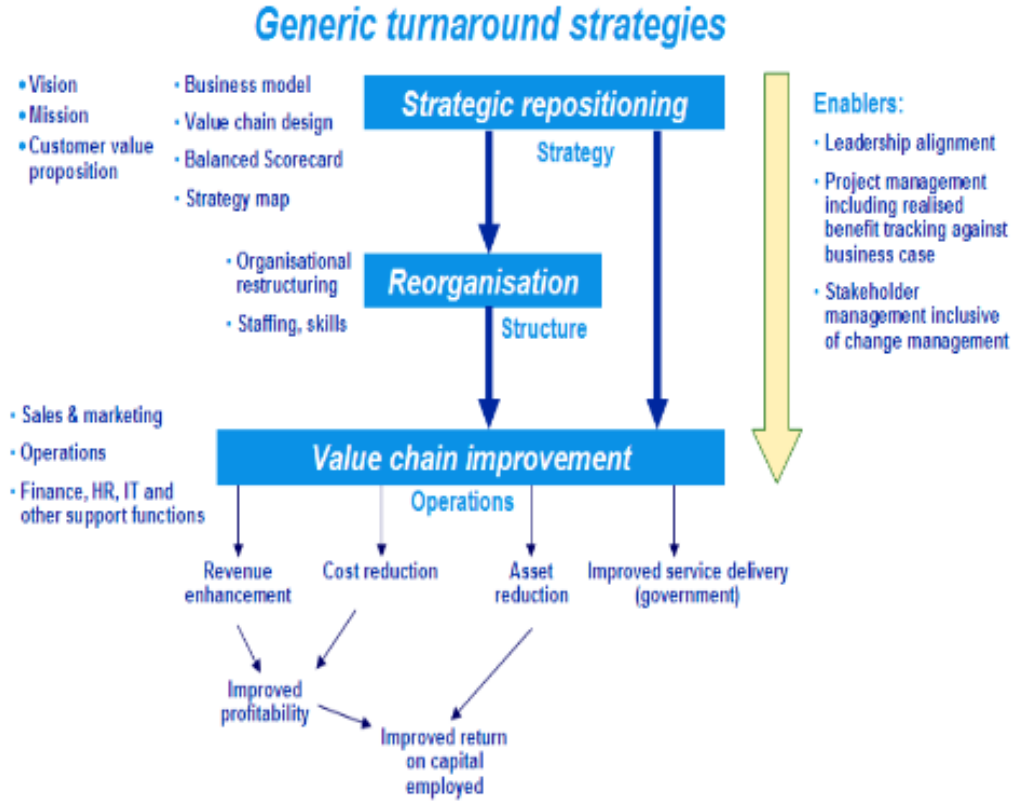 Generic turnaround strategies
•Vision
•Mission
•Customer value
proposition
• Business model
• Value chain design
• Balanced Scorecard
• Strategy map
Strategic repositioning
Strategy
Enablers:
• Leadership alignment
• Project management
including realised
benefit tracking against
business case
• Stakeholder
management inclusive
of change management
• Organisational
restructuring
• Staffing, skills
Reorganisation
Structure
• Sales & marketing
• Operations
• Finance, HR, IT and
other support functions
Value chain improvement
Operations
Revenue
enhancement
Cost reduction
Asset
reduction
Improved service delivery
(government)
Improved
profitability
Improved return
on capital
employed